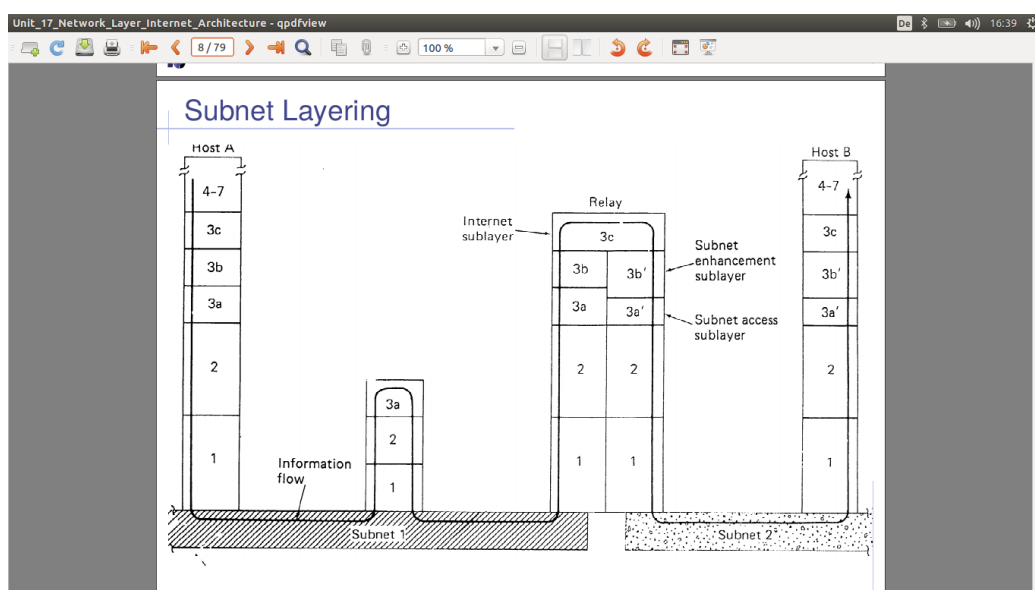 Unit_17_Network_Layer_Internet_Architecture - qpdfview
De
16:39
8 / 79
100 %
Subnet Layering
Host A
4-7
3c
3b
3a
2
1
Information
flow
3a
2
1
Internet
sublayer
Relay
3c
3b
3b′
3a
3a′
2
2
1
1
Subnet
enhancement
sublayer
Subnet access
sublayer
Host B
4-7
3c
3b′
3a′
2
1
Subnet 1
Subnet 2